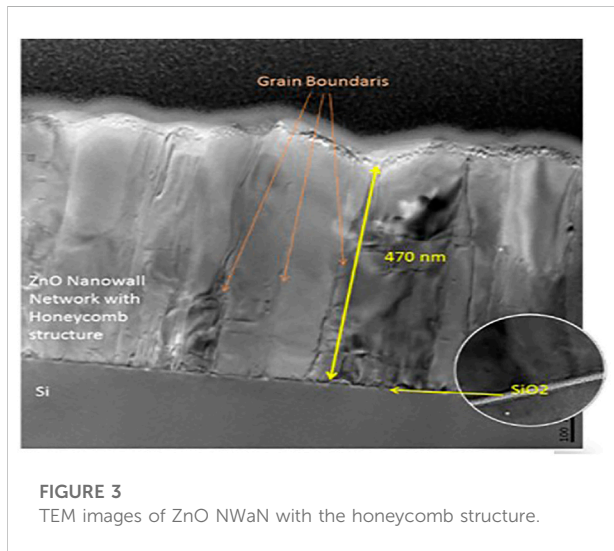 Grain Boundaris
470 nm
ZnO Nanowall
Network with
Honeycomb
structure
Si
SiO2
100
FIGURE 3
TEM images of ZnO NWaN with the honeycomb structure.